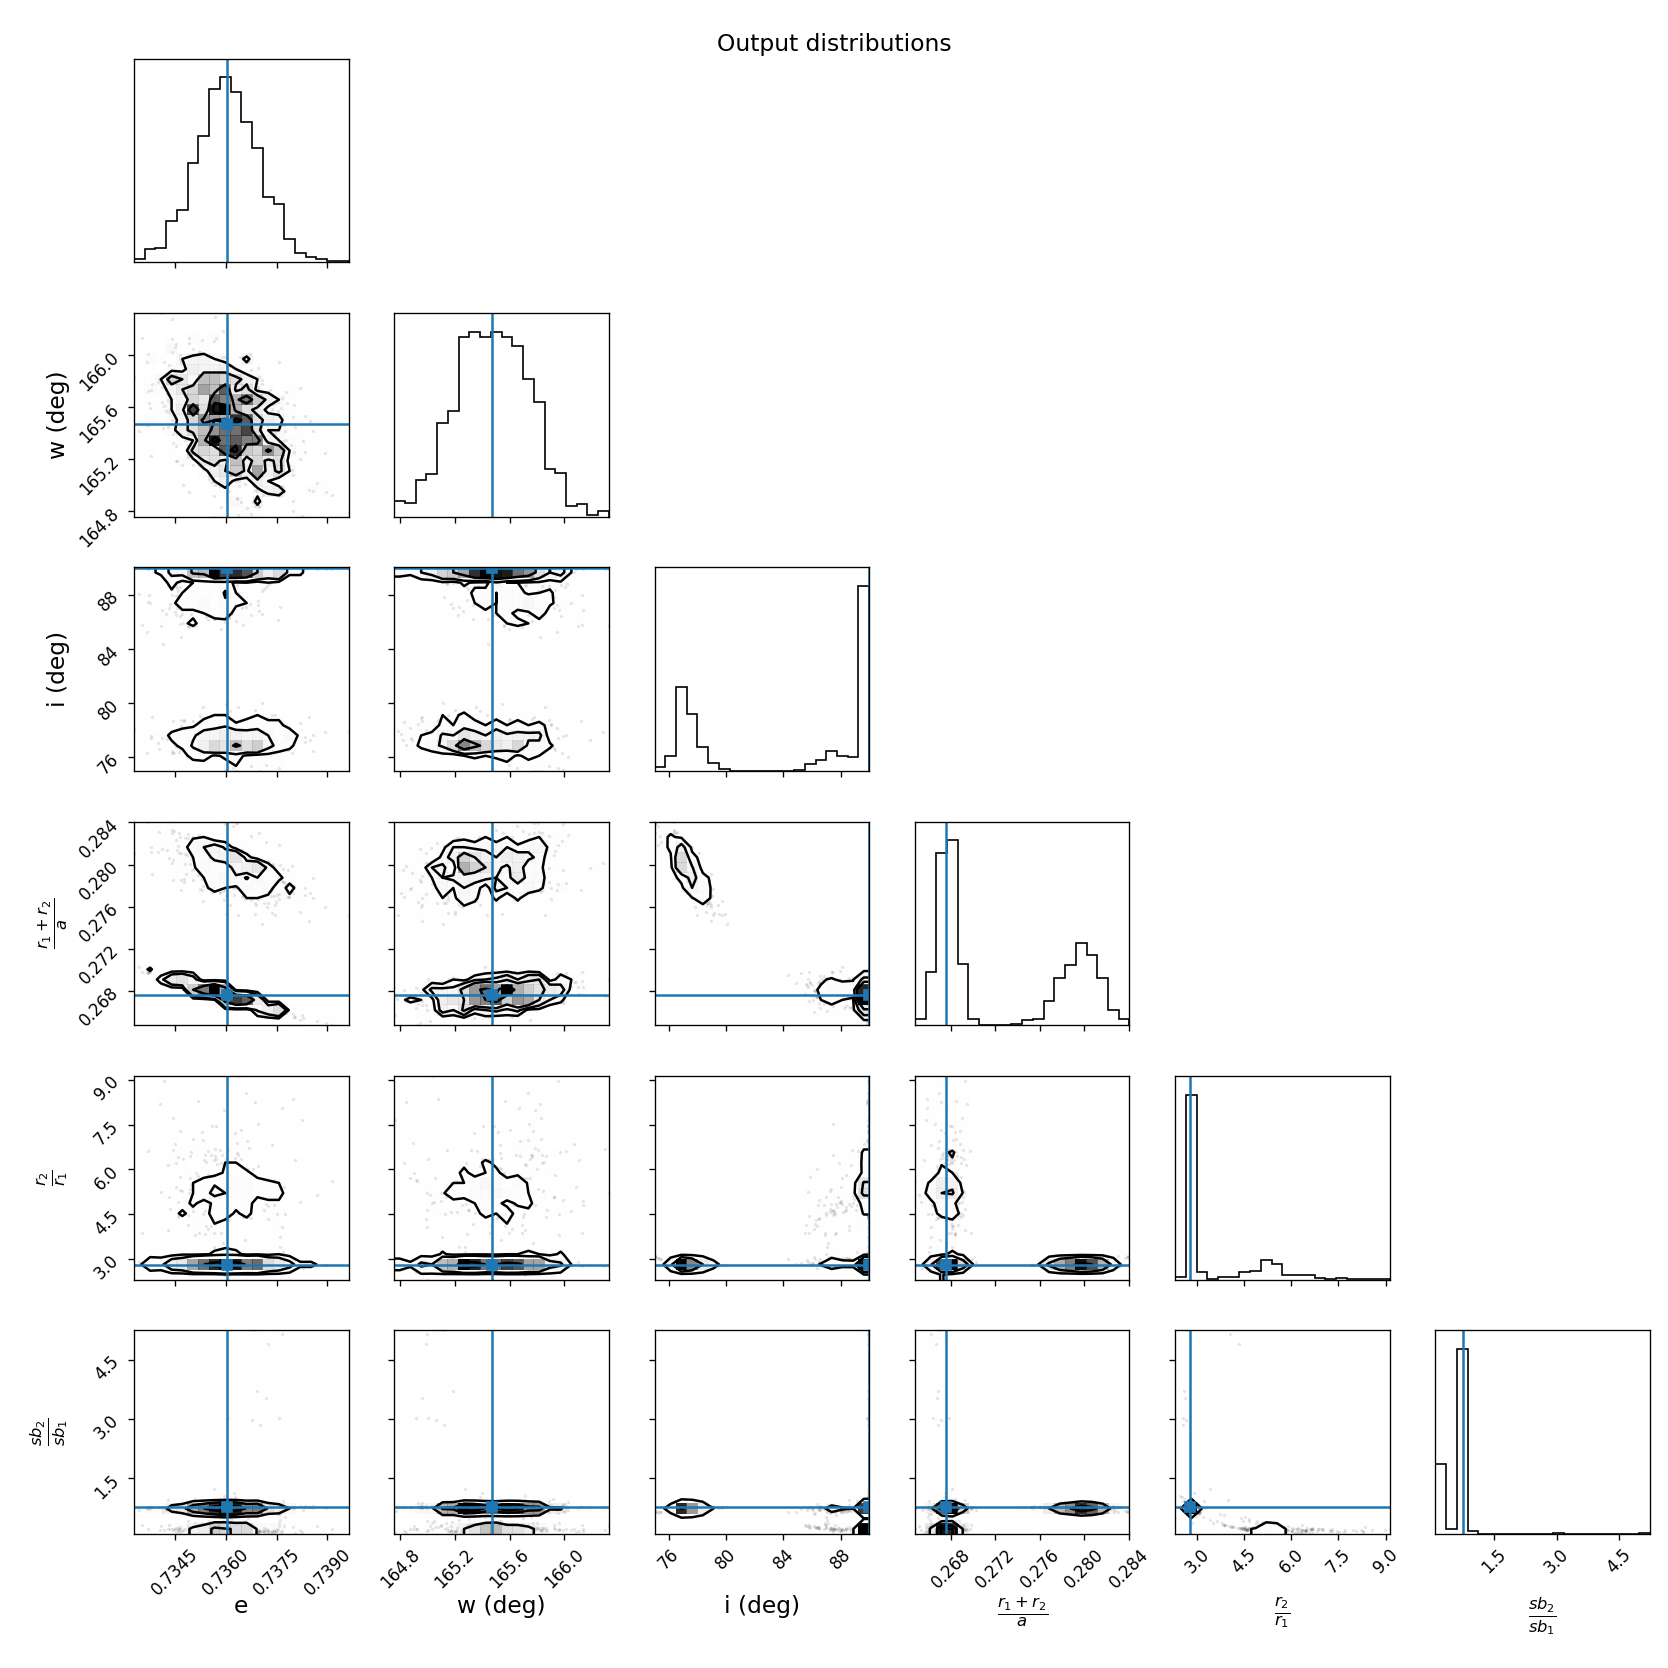 Output distributions
w (deg)
166.0
165.6
165.2
164.8
i (deg)
88
84
80
76
r₁ + r₂
a
0.284
0.280
0.276
0.272
0.268
r₂
r₁
9.0
7.5
6.0
4.5
3.0
sb₂
sb₁
4.5
3.0
1.5
0.7345 0.7360 0.7375 0.7390 164.8 165.2 165.6 166.0 76 80 84 88 0.268 0.272 0.276 0.280 0.284 3.0 4.5 6.0 7.5 9.0 1.5 3.0 4.5
e w (deg) i (deg)
r₁ + r₂ r₂ sb₂
a r₁ sb₁